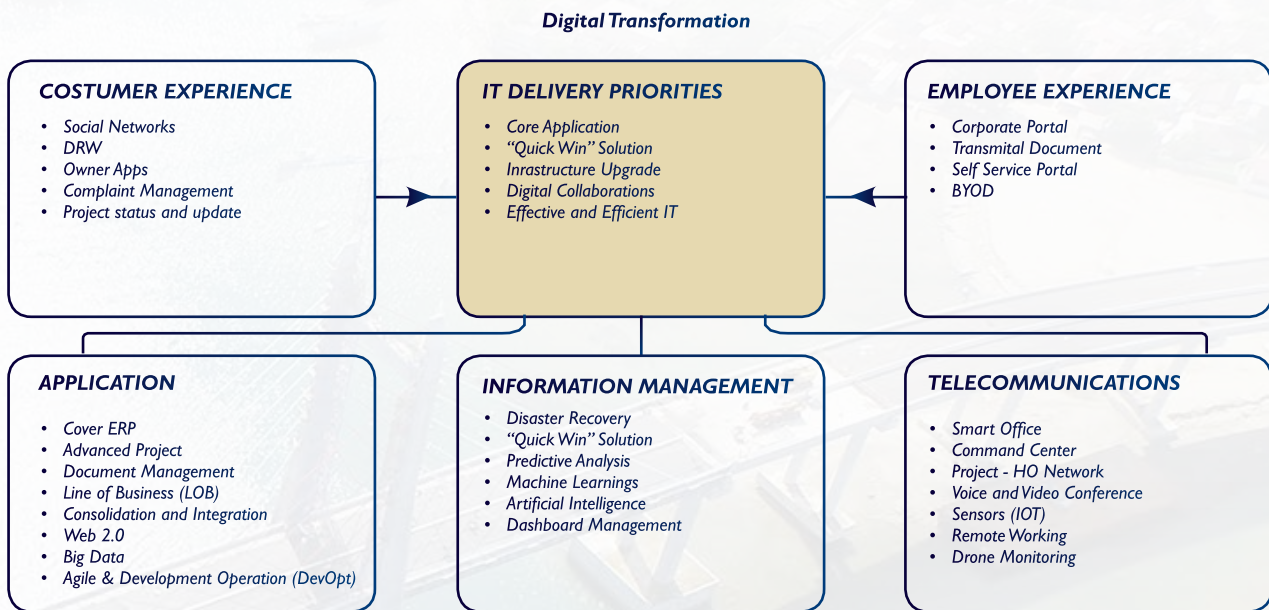 Digital Transformation
COSTUMER EXPERIENCE
• Social Networks
• DRW
• Owner Apps
• Complaint Management
• Project status and update
IT DELIVERY PRIORITIES
• Core Application
• “Quick Win” Solution
• Inrastructure Upgrade
• Digital Collaborations
• Effective and Efficient IT
EMPLOYEE EXPERIENCE
• Corporate Portal
• Transmital Document
• Self Service Portal
• BYOD
APPLICATION
• Cover ERP
• Advanced Project
• Document Management
• Line of Business (LOB)
• Consolidation and Integration
• Web 2.0
• Big Data
• Agile & Development Operation (DevOpt)
INFORMATION MANAGEMENT
• Disaster Recovery
• “Quick Win” Solution
• Predictive Analysis
• Machine Learnings
• Artificial Intelligence
• Dashboard Management
TELECOMMUNICATIONS
• Smart Office
• Command Center
• Project - HO Network
• Voice and Video Conference
• Sensors (IOT)
• Remote Working
• Drone Monitoring